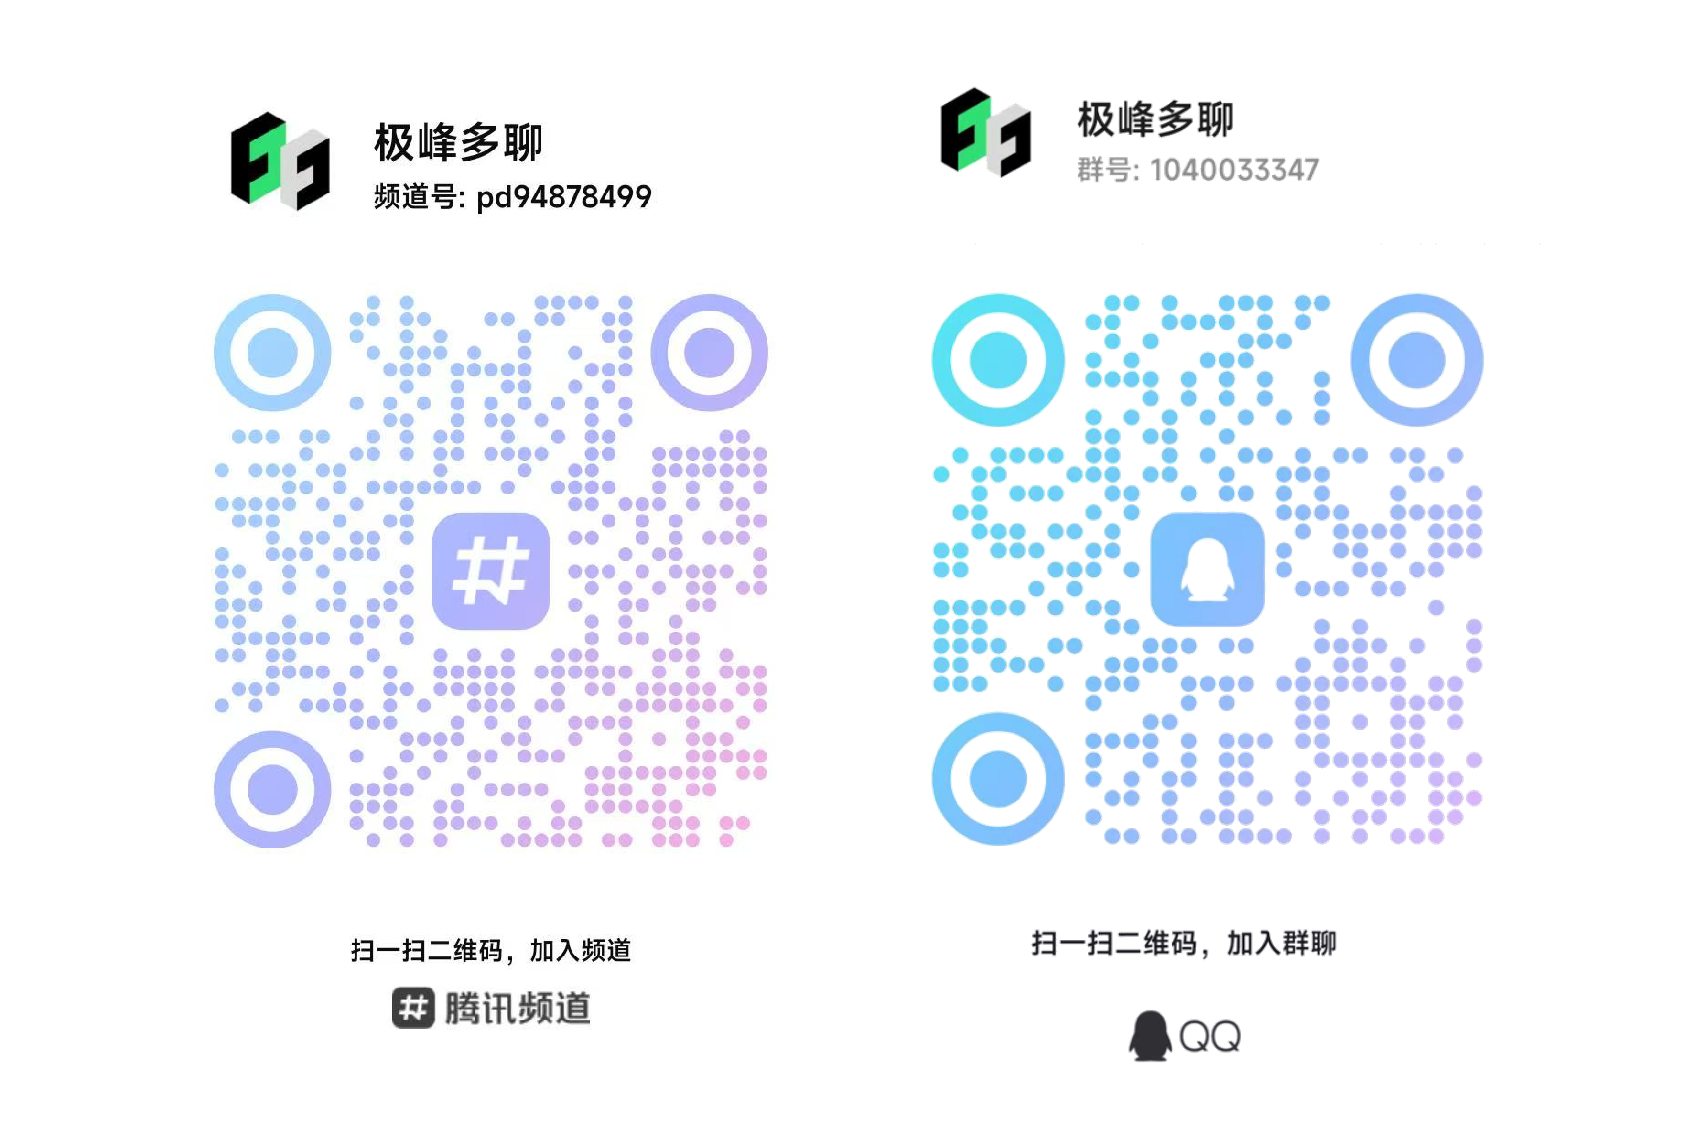 极峰多聊
频道号: pd94878499
扫一扫二维码，加入频道
腾讯频道
极峰多聊
群号: 1040033347
扫一扫二维码，加入群聊
QQ